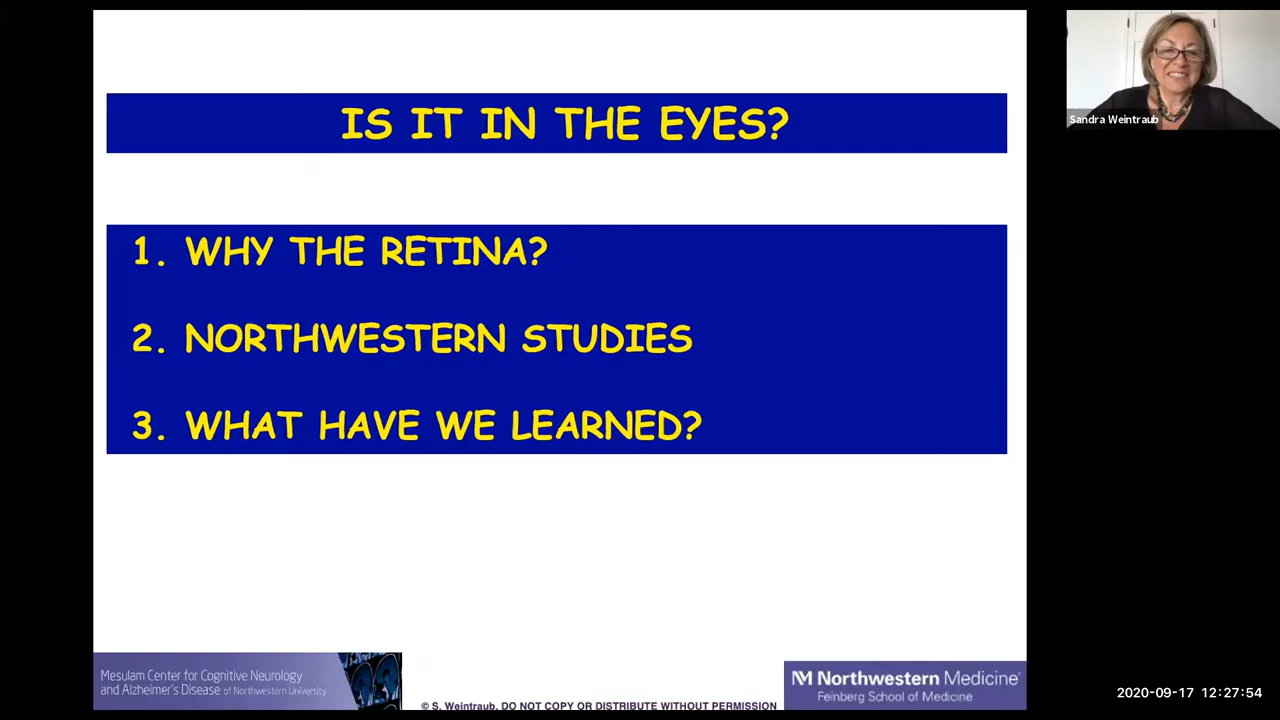 IS IT IN THE EYES?
1. WHY THE RETINA?
2. NORTHWESTERN STUDIES
3. WHAT HAVE WE LEARNED?
Sandra Weintraub
Mesulam Center for Cognitive Neurology
and Alzheimer's Disease of Northwestern University
© S. Weintraub, DO NOT COPY OR DISTRIBUTE WITHOUT PERMISSION
M Northwestern Medicine®
Feinberg School of Medicine
2020-09-17 12:27:54